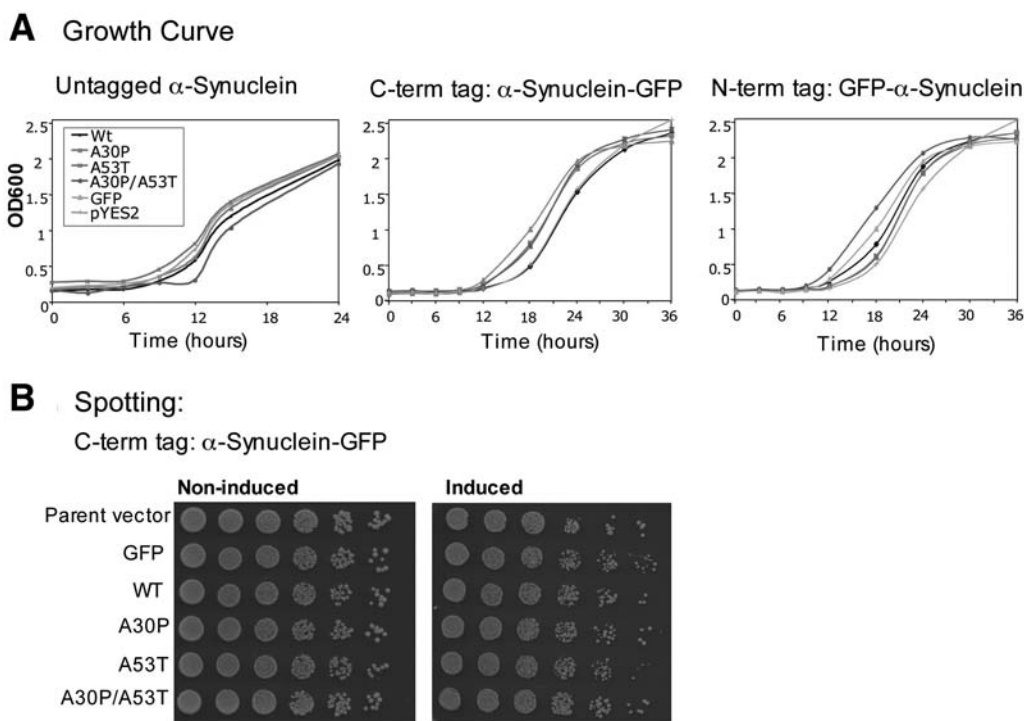 A Growth Curve
Untagged α-Synuclein
C-term tag: α-Synuclein-GFP
N-term tag: GFP-α-Synuclein
OD600
2.5
2
1.5
1
0.5
0
Wt
A30P
A53T
A30P/A53T
GFP
pYES2
0 6 12 18 24
Time (hours)
2.5
2
1.5
1
0.5
0
0 6 12 18 24 30 36
Time (hours)
2.5
2
1.5
1
0.5
0
0 6 12 18 24 30 36
Time (hours)
B Spotting:
C-term tag: α-Synuclein-GFP
Non-induced
Induced
Parent vector
GFP
WT
A30P
A53T
A30P/A53T